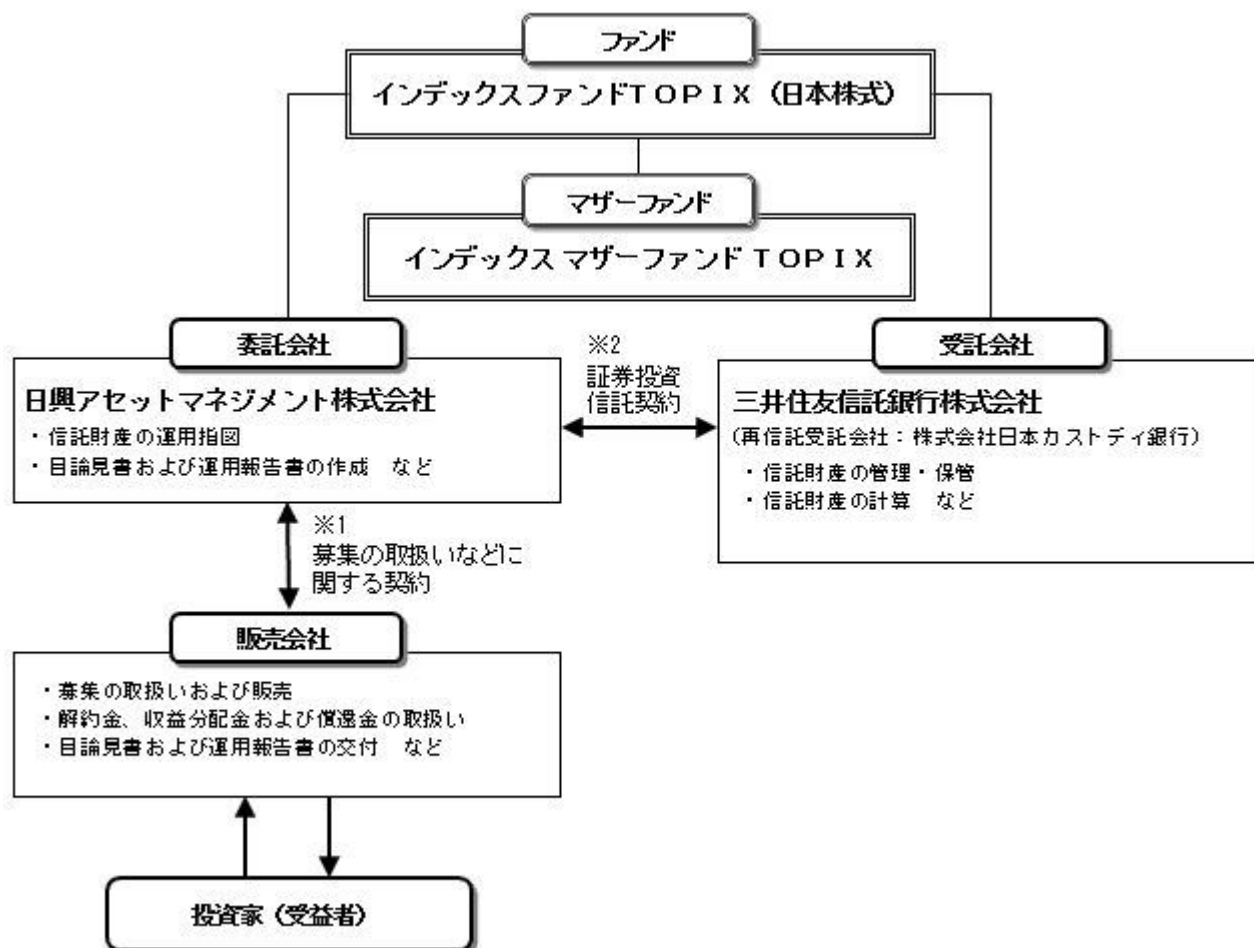 ファンド
インデックスファンドTOPIX（日本株式）
マザーファンド
インデックス マザーファンド TOPIX
委託会社
日興アセットマネジメント株式会社
・信託財産の運用指図
・目論見書および運用報告書の作成　など
※2
証券投資
信託契約
受託会社
三井住友信託銀行株式会社
（再信託受託会社：株式会社日本カストディ銀行）
・信託財産の管理・保管
・信託財産の計算　など
※1
募集の取扱いなどに
関する契約
販売会社
・募集の取扱いおよび販売
・解約金、収益分配金および償還金の取扱い
・目論見書および運用報告書の交付　など
投資家（受益者）